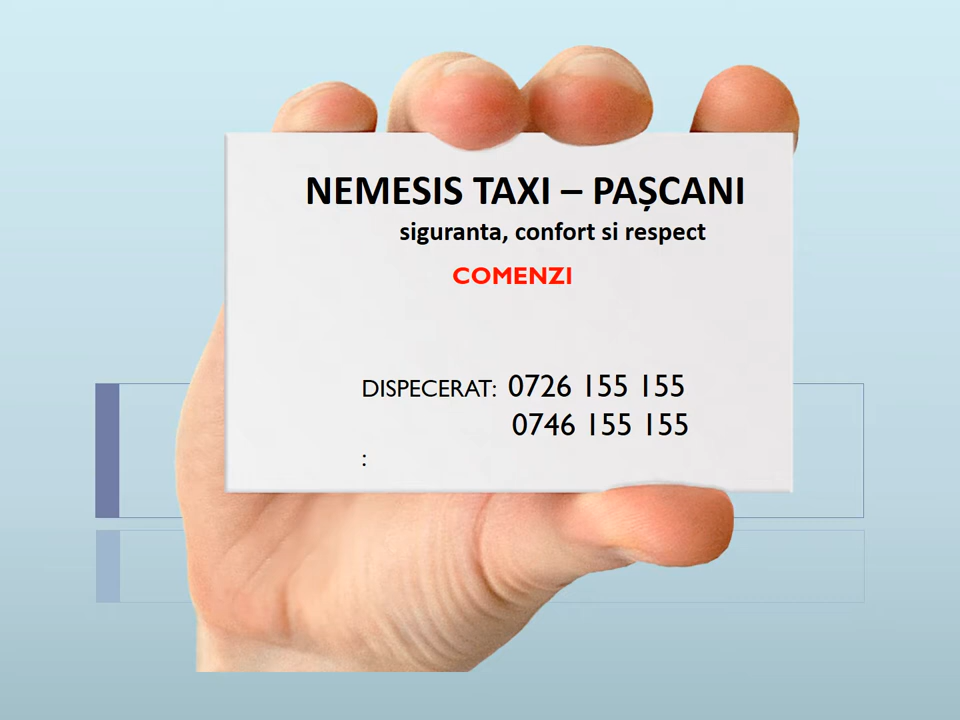 NEMESIS TAXI – PAȘCANI
siguranta, confort si respect
COMENZI
DISPECERAT: 0726 155 155
0746 155 155
: